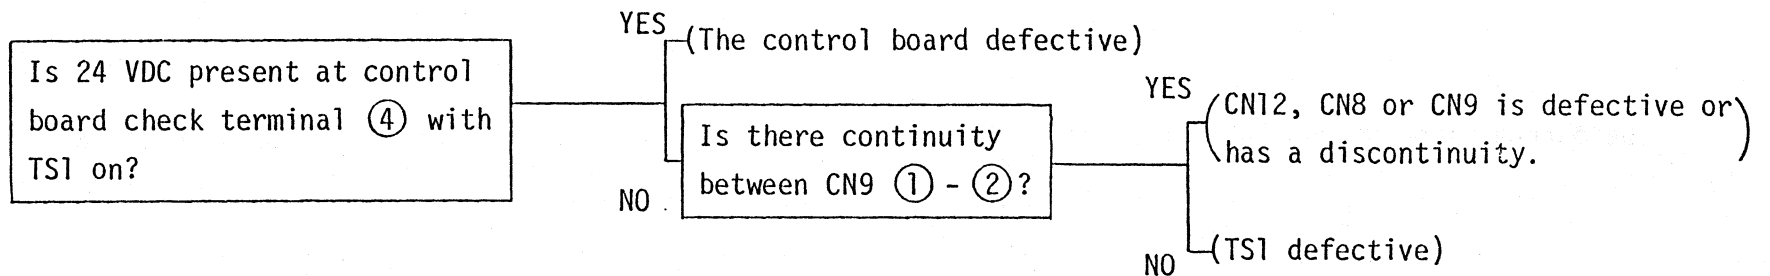 Is 24 VDC present at control
board check terminal ④ with
TS1 on?
YES
(The control board defective)
NO
Is there continuity
between CN9 ① - ②?
YES
(CN12, CN8 or CN9 is defective or
has a discontinuity.)
NO
(TS1 defective)